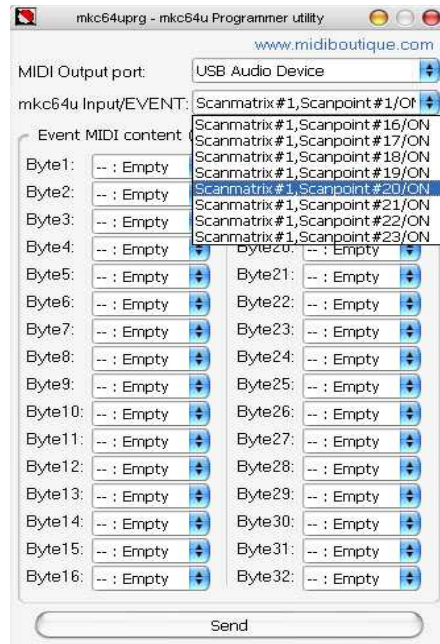 mkc64uprg - mkc64u Programmer utility
www.midiboutique.com
MIDI Output port: USB Audio Device
mkc64u Input/EVENT: Scanmatrix#1,Scanpoint#1/O
Event MIDI content
Scanmatrix#1,Scanpoint#16/ON
Scanmatrix#1,Scanpoint#17/ON
Scanmatrix#1,Scanpoint#18/ON
Scanmatrix#1,Scanpoint#19/ON
Scanmatrix#1,Scanpoint#20/ON
Scanmatrix#1,Scanpoint#21/ON
Scanmatrix#1,Scanpoint#22/ON
Scanmatrix#1,Scanpoint#23/ON
Byte1: -- : Empty
Byte2: -- : Empty
Byte3: -- : Empty
Byte4: -- : Empty Byte20: -- : Empty
Byte5: -- : Empty Byte21: -- : Empty
Byte6: -- : Empty Byte22: -- : Empty
Byte7: -- : Empty Byte23: -- : Empty
Byte8: -- : Empty Byte24: -- : Empty
Byte9: -- : Empty Byte25: -- : Empty
Byte10: -- : Empty Byte26: -- : Empty
Byte11: -- : Empty Byte27: -- : Empty
Byte12: -- : Empty Byte28: -- : Empty
Byte13: -- : Empty Byte29: -- : Empty
Byte14: -- : Empty Byte30: -- : Empty
Byte15: -- : Empty Byte31: -- : Empty
Byte16: -- : Empty Byte32: -- : Empty
Send